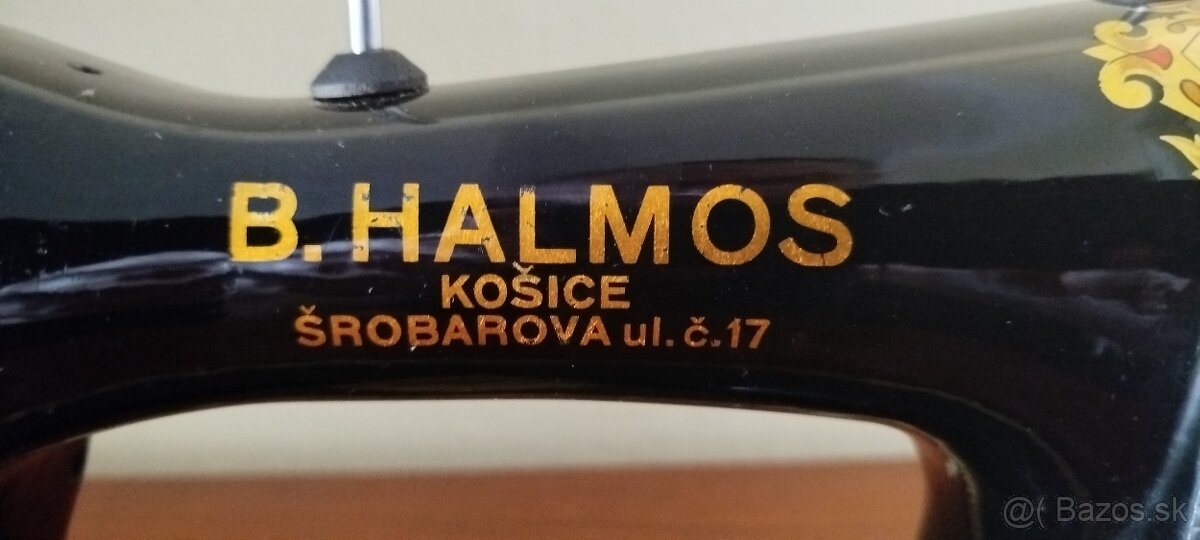 B. HALMOS
KOŠICE
ŠROBAROVA ul. č. 17
@( Bazos.sk